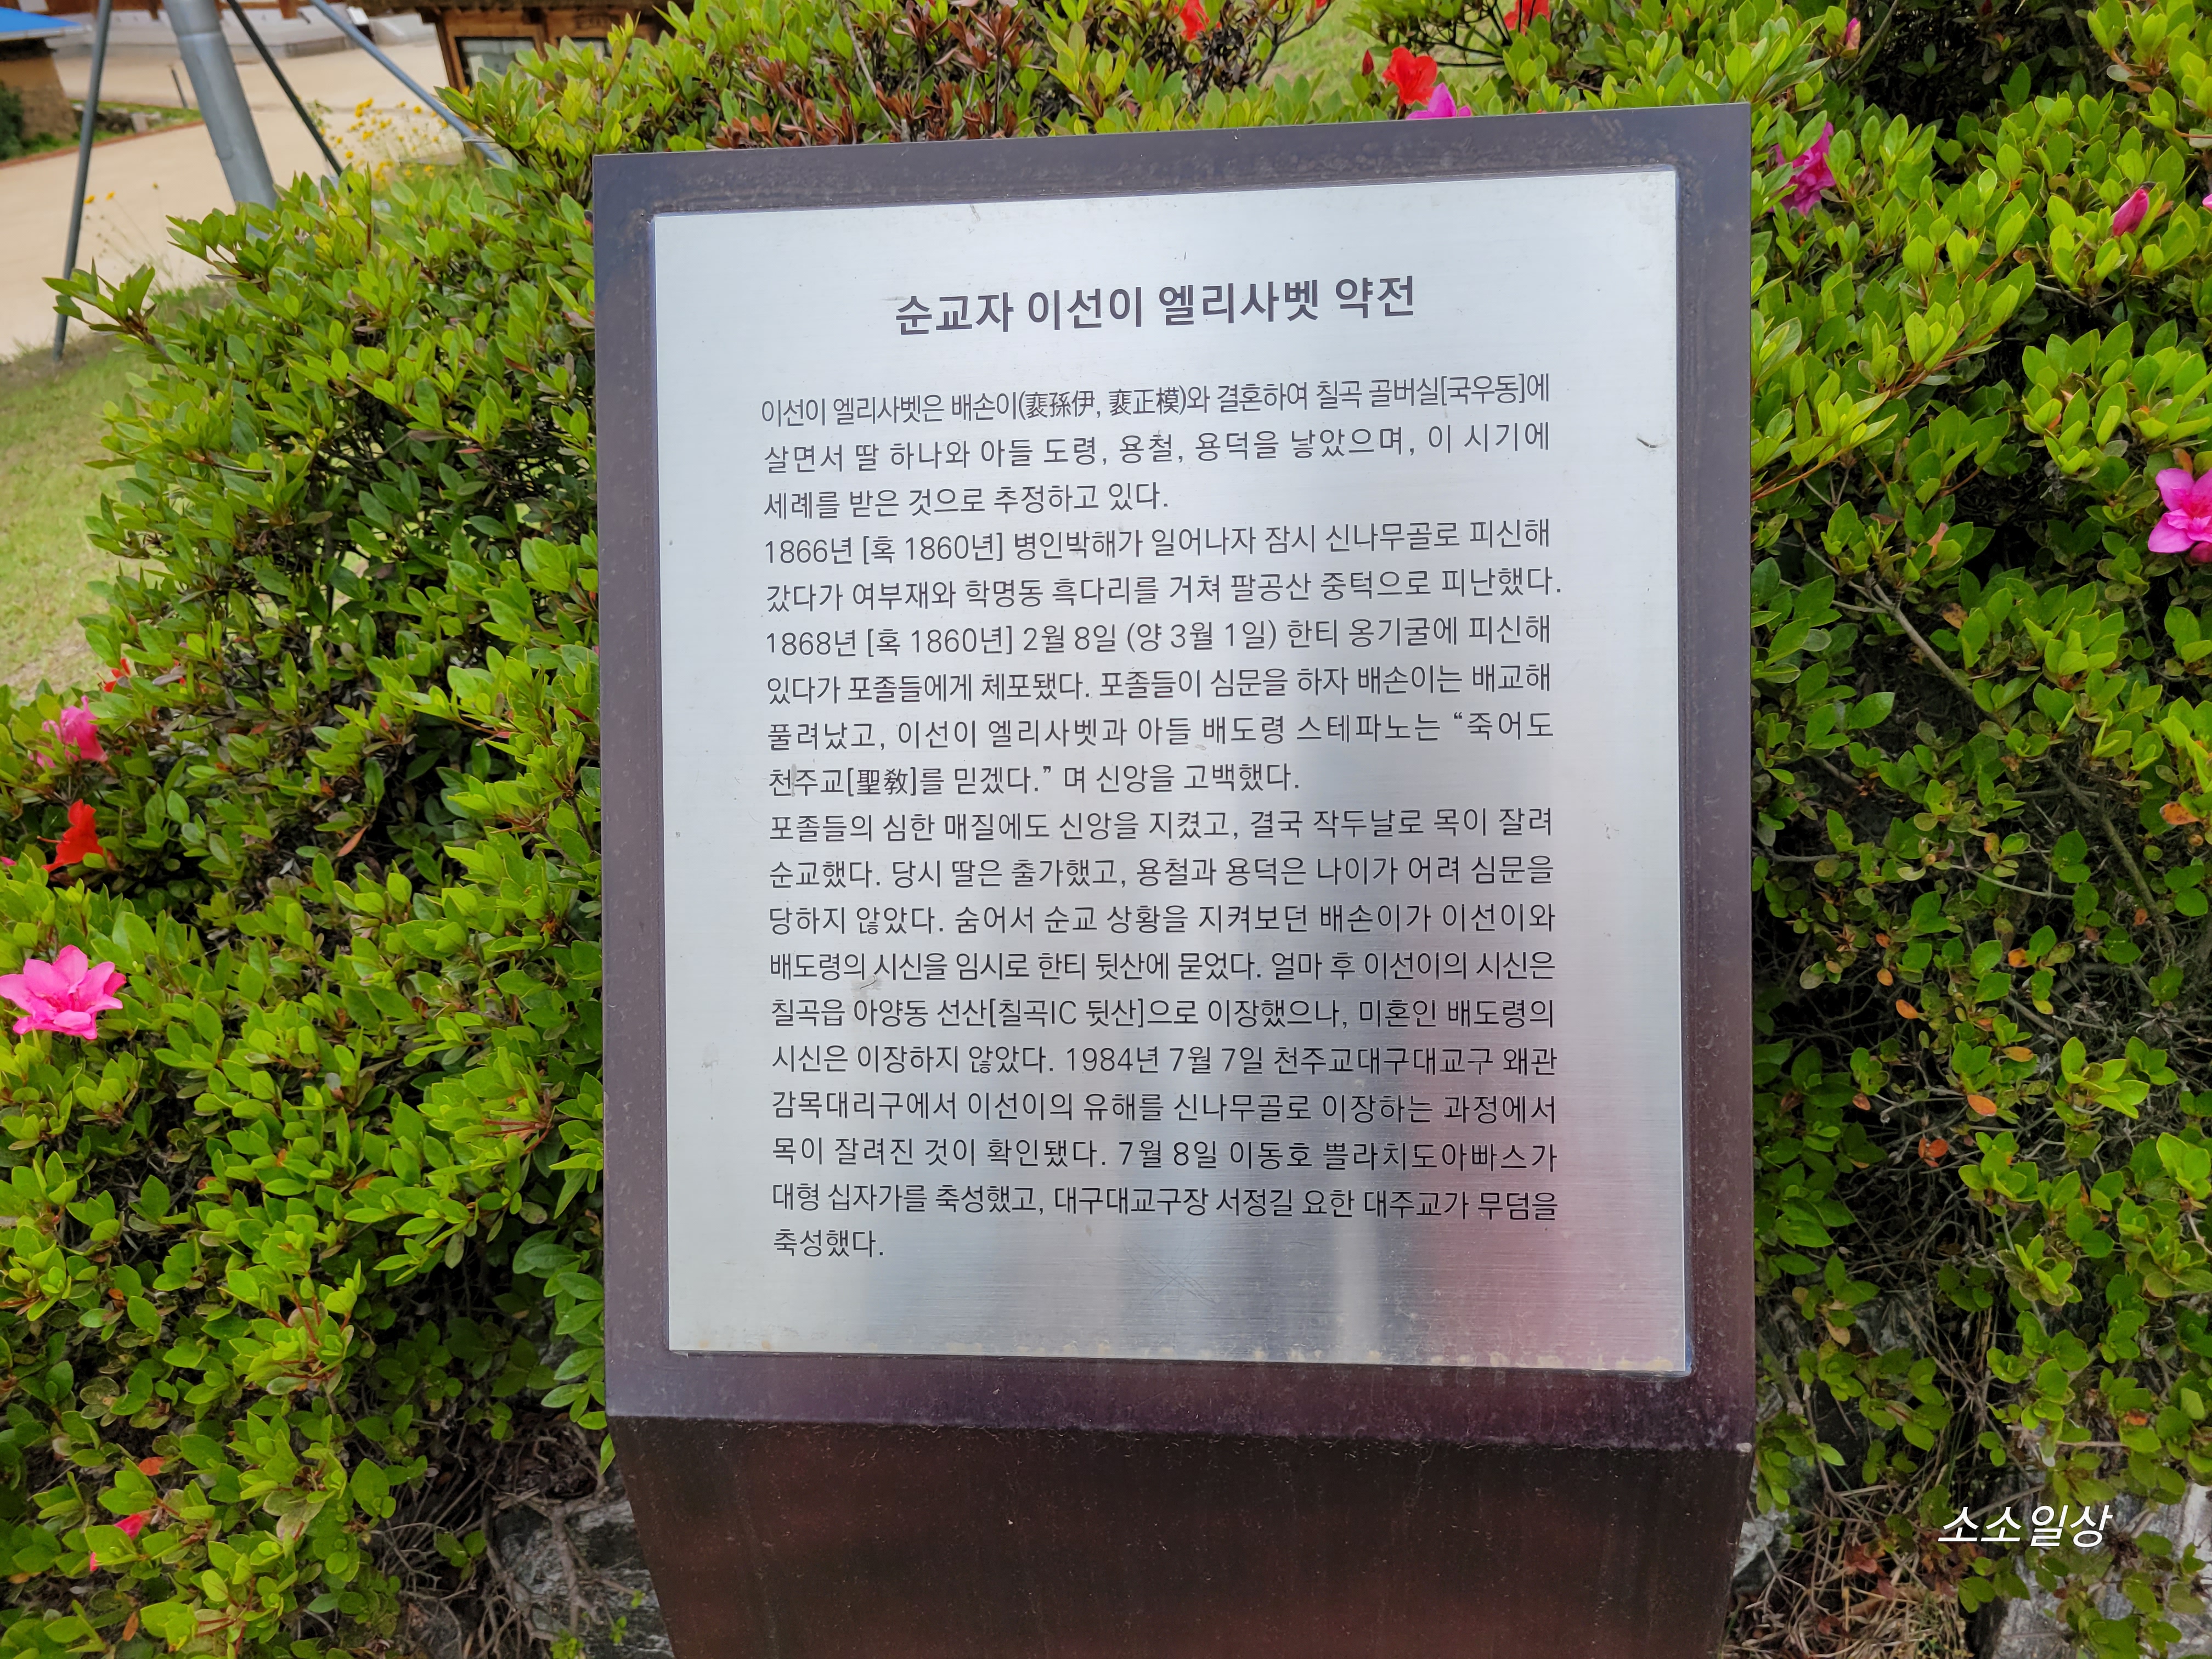 순교자 이선이 엘리사벳 약전
이선이 엘리사벳은 배손이(裵孫伊, 裵正模)와 결혼하여 칠곡 골버실[국우동]에
살면서 딸 하나와 아들 도령, 용철, 용덕을 낳았으며, 이 시기에
세례를 받은 것으로 추정하고 있다.
1866년 [혹 1860년] 병인박해가 일어나자 잠시 신나무골로 피신해
갔다가 여부재와 학명동 흑다리를 거쳐 팔공산 중턱으로 피난했다.
1868년 [혹 1860년] 2월 8일 (양 3월 1일) 한티 옹기굴에 피신해
있다가 포졸들에게 체포됐다. 포졸들이 심문을 하자 배손이는 배교해
풀려났고, 이선이 엘리사벳과 아들 배도령 스테파노는 “죽어도
천주교[聖敎]를 믿겠다.” 며 신앙을 고백했다.
포졸들의 심한 매질에도 신앙을 지켰고, 결국 작두날로 목이 잘려
순교했다. 당시 딸은 출가했고, 용철과 용덕은 나이가 어려 심문을
당하지 않았다. 숨어서 순교 상황을 지켜보던 배손이가 이선이와
배도령의 시신을 임시로 한티 뒷산에 묻었다. 얼마 후 이선이의 시신은
칠곡읍 아양동 선산[칠곡IC 뒷산]으로 이장했으나, 미혼인 배도령의
시신은 이장하지 않았다. 1984년 7월 7일 천주교대구대교구 왜관
감목대리구에서 이선이의 유해를 신나무골로 이장하는 과정에서
목이 잘려진 것이 확인됐다. 7월 8일 이동호 쁠라치도아빠스가
대형 십자가를 축성했고, 대구대교구장 서정길 요한 대주교가 무덤을
축성했다.
소소일상